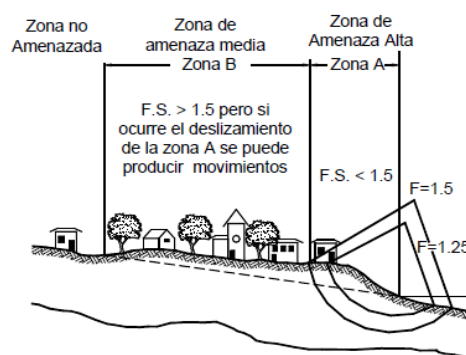 Zona no
Amenazada
Zona de
amenaza media
Zona B
Zona de
Amenaza Alta
Zona A
F.S. > 1.5 pero si
ocurre el deslizamiento
de la zona A se puede
producir movimientos
F.S. < 1.5
F=1.5
F=1.25